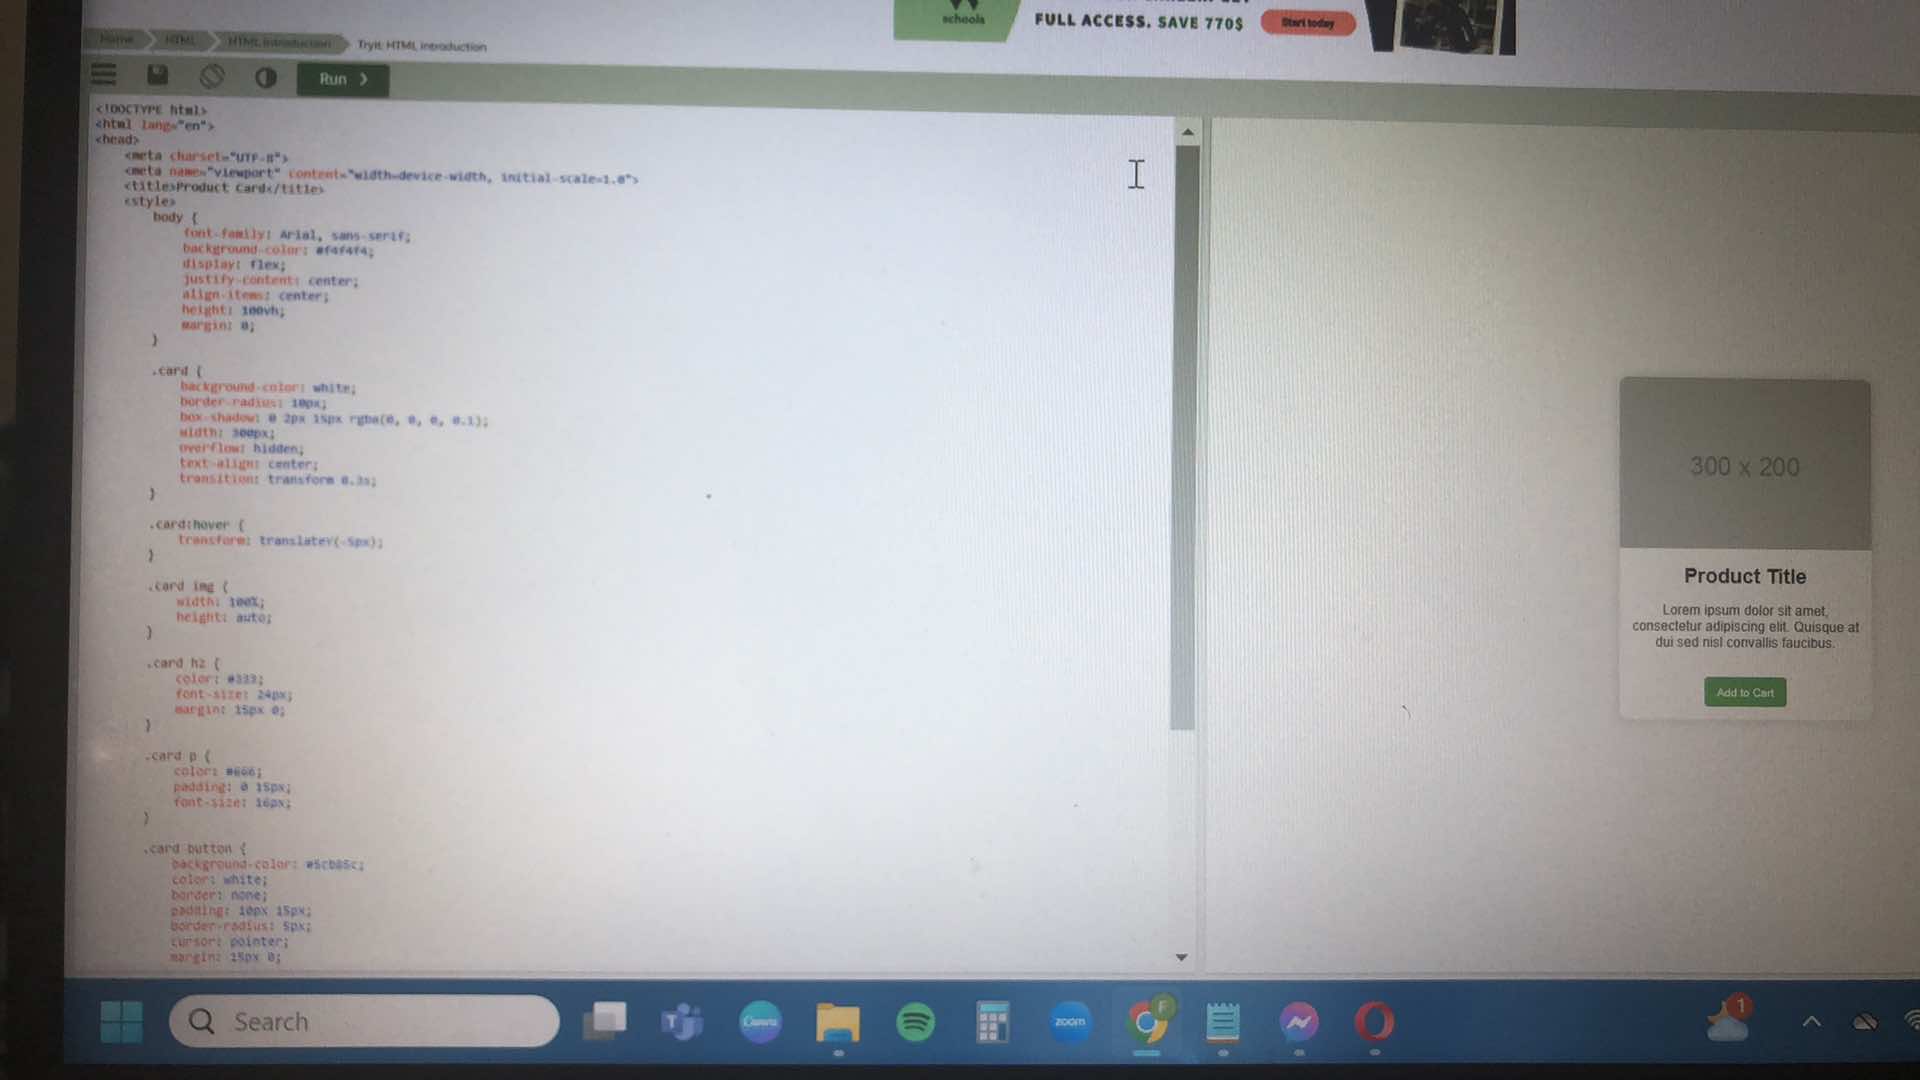 schools
FULL ACCESS. SAVE 770$
Start today
Home
HTML
HTML Introduction
Tryit: HTML Introduction
Run ❯
<!DOCTYPE html>
<html lang="en">
<head>
<meta charset="UTF-8">
<meta name="viewport" content="width=device-width, initial-scale=1.0">
<title>Product Card</title>
<style>
body {
font-family: Arial, sans-serif;
background-color: #f4f4f4;
display: flex;
justify-content: center;
align-items: center;
height: 100vh;
margin: 0;
}
.card {
background-color: white;
border-radius: 10px;
box-shadow: 0 2px 15px rgba(0, 0, 0, 0.1);
width: 300px;
overflow: hidden;
text-align: center;
transition: transform 0.3s;
}
.card:hover {
transform: translateY(-5px);
}
.card img {
width: 100%;
height: auto;
}
.card h2 {
color: #333;
font-size: 24px;
margin: 15px 0;
}
.card p {
color: #666;
padding: 0 15px;
font-size: 16px;
}
.card button {
background-color: #5cb85c;
color: white;
border: none;
padding: 10px 15px;
border-radius: 5px;
cursor: pointer;
margin: 15px 0;
300 x 200
Product Title
Lorem ipsum dolor sit amet,
consectetur adipiscing elit. Quisque at
dui sed nisl convallis faucibus.
Add to Cart
Search
T
Canva
zoom
F
1